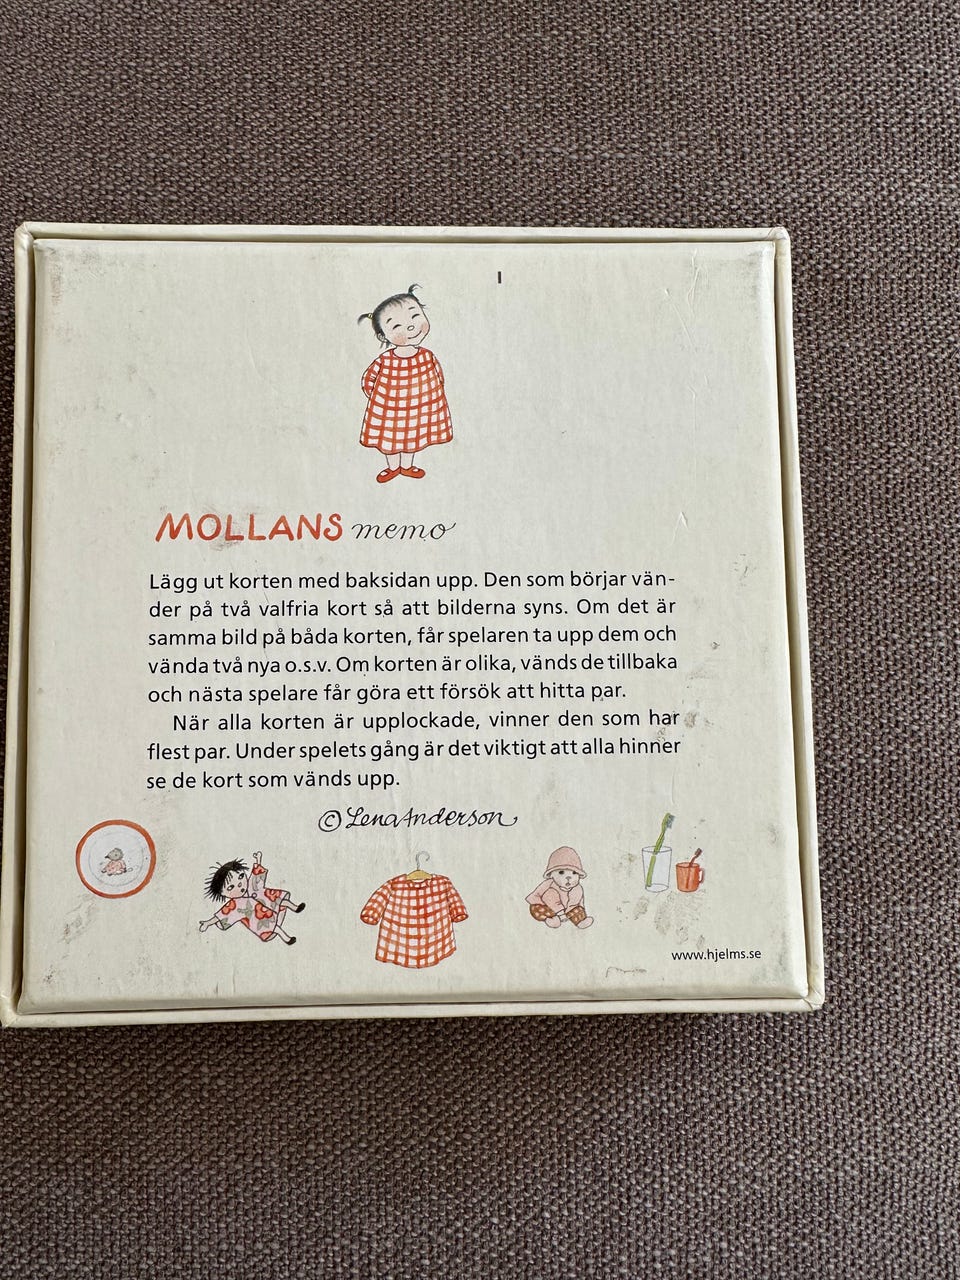 MOLLANS memo
Lägg ut korten med baksidan upp. Den som börjar vän-
der på två valfria kort så att bilderna syns. Om det är
samma bild på båda korten, får spelaren ta upp dem och
vända två nya o.s.v. Om korten är olika, vänds de tillbaka
och nästa spelare får göra ett försök att hitta par.
När alla korten är upplockade, vinner den som har
flest par. Under spelets gång är det viktigt att alla hinner
se de kort som vänds upp.
© Lena Anderson
www.hjelms.se